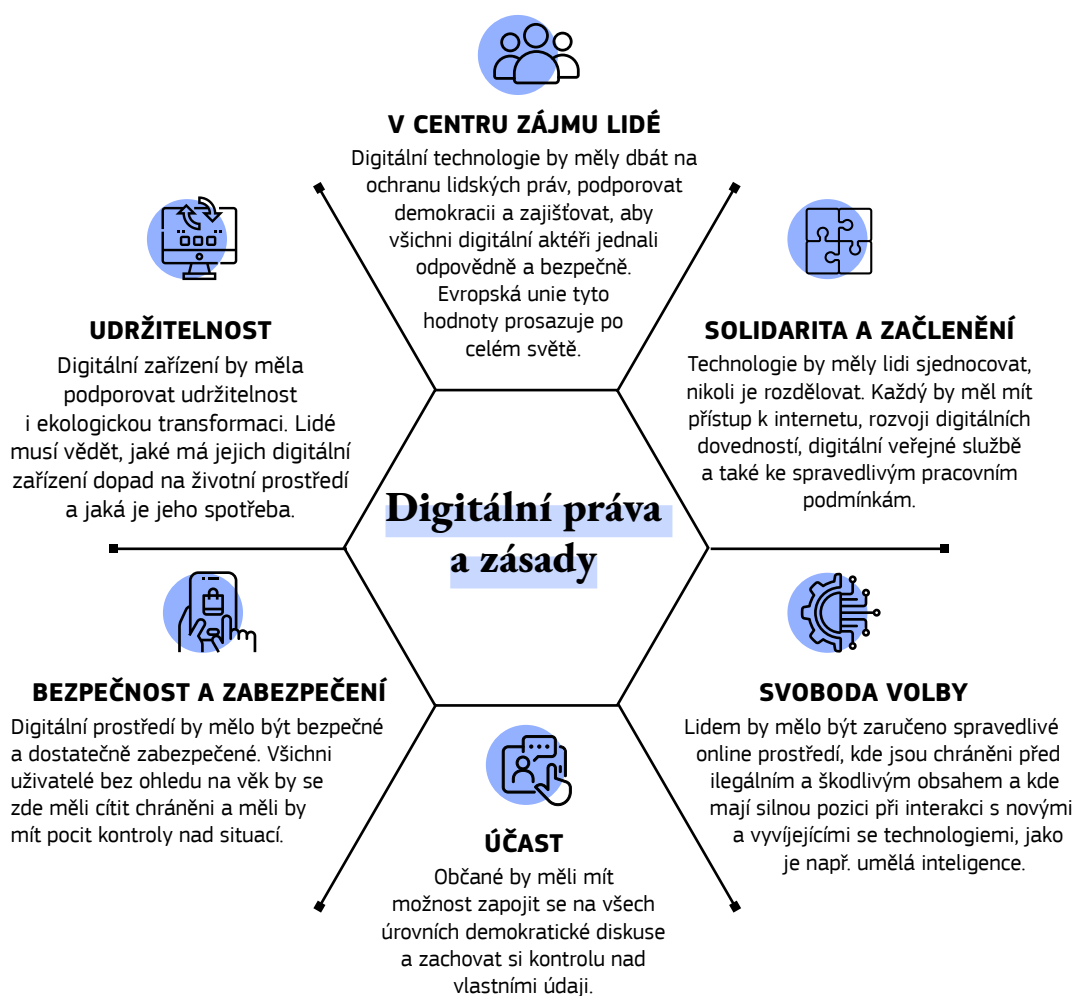 V CENTRU ZÁJMU LIDÉ
Digitální technologie by měly dbát na
ochranu lidských práv, podporovat
demokracii a zajišťovat, aby
všichni digitální aktéři jednali
odpovědně a bezpečně.
Evropská unie tyto
hodnoty prosazuje po
celém světě.
UDRŽITELNOST
Digitální zařízení by měla
podporovat udržitelnost
i ekologickou transformaci. Lidé
musí vědět, jaké má jejich digitální
zařízení dopad na životní prostředí
a jaká je jeho spotřeba.
SOLIDARITA A ZAČLENĚNÍ
Technologie by měly lidi sjednocovat,
nikoli je rozdělovat. Každý by měl mít
přístup k internetu, rozvoji digitálních
dovedností, digitální veřejné službě
a také ke spravedlivým pracovním
podmínkám.
Digitální práva
a zásady
BEZPEČNOST A ZABEZPEČENÍ
Digitální prostředí by mělo být bezpečné
a dostatečně zabezpečené. Všichni
uživatelé bez ohledu na věk by se
zde měli cítit chráněni a měli by
mít pocit kontroly nad situací.
SVOBODA VOLBY
Lidem by mělo být zaručeno spravedlivé
online prostředí, kde jsou chráněni před
ilegálním a škodlivým obsahem a kde
mají silnou pozici při interakci s novými
a vyvíjejícími se technologiemi, jako
je např. umělá inteligence.
ÚČAST
Občané by měli mít
možnost zapojit se na všech
úrovních demokratické diskuse
a zachovat si kontrolu nad
vlastními údaji.